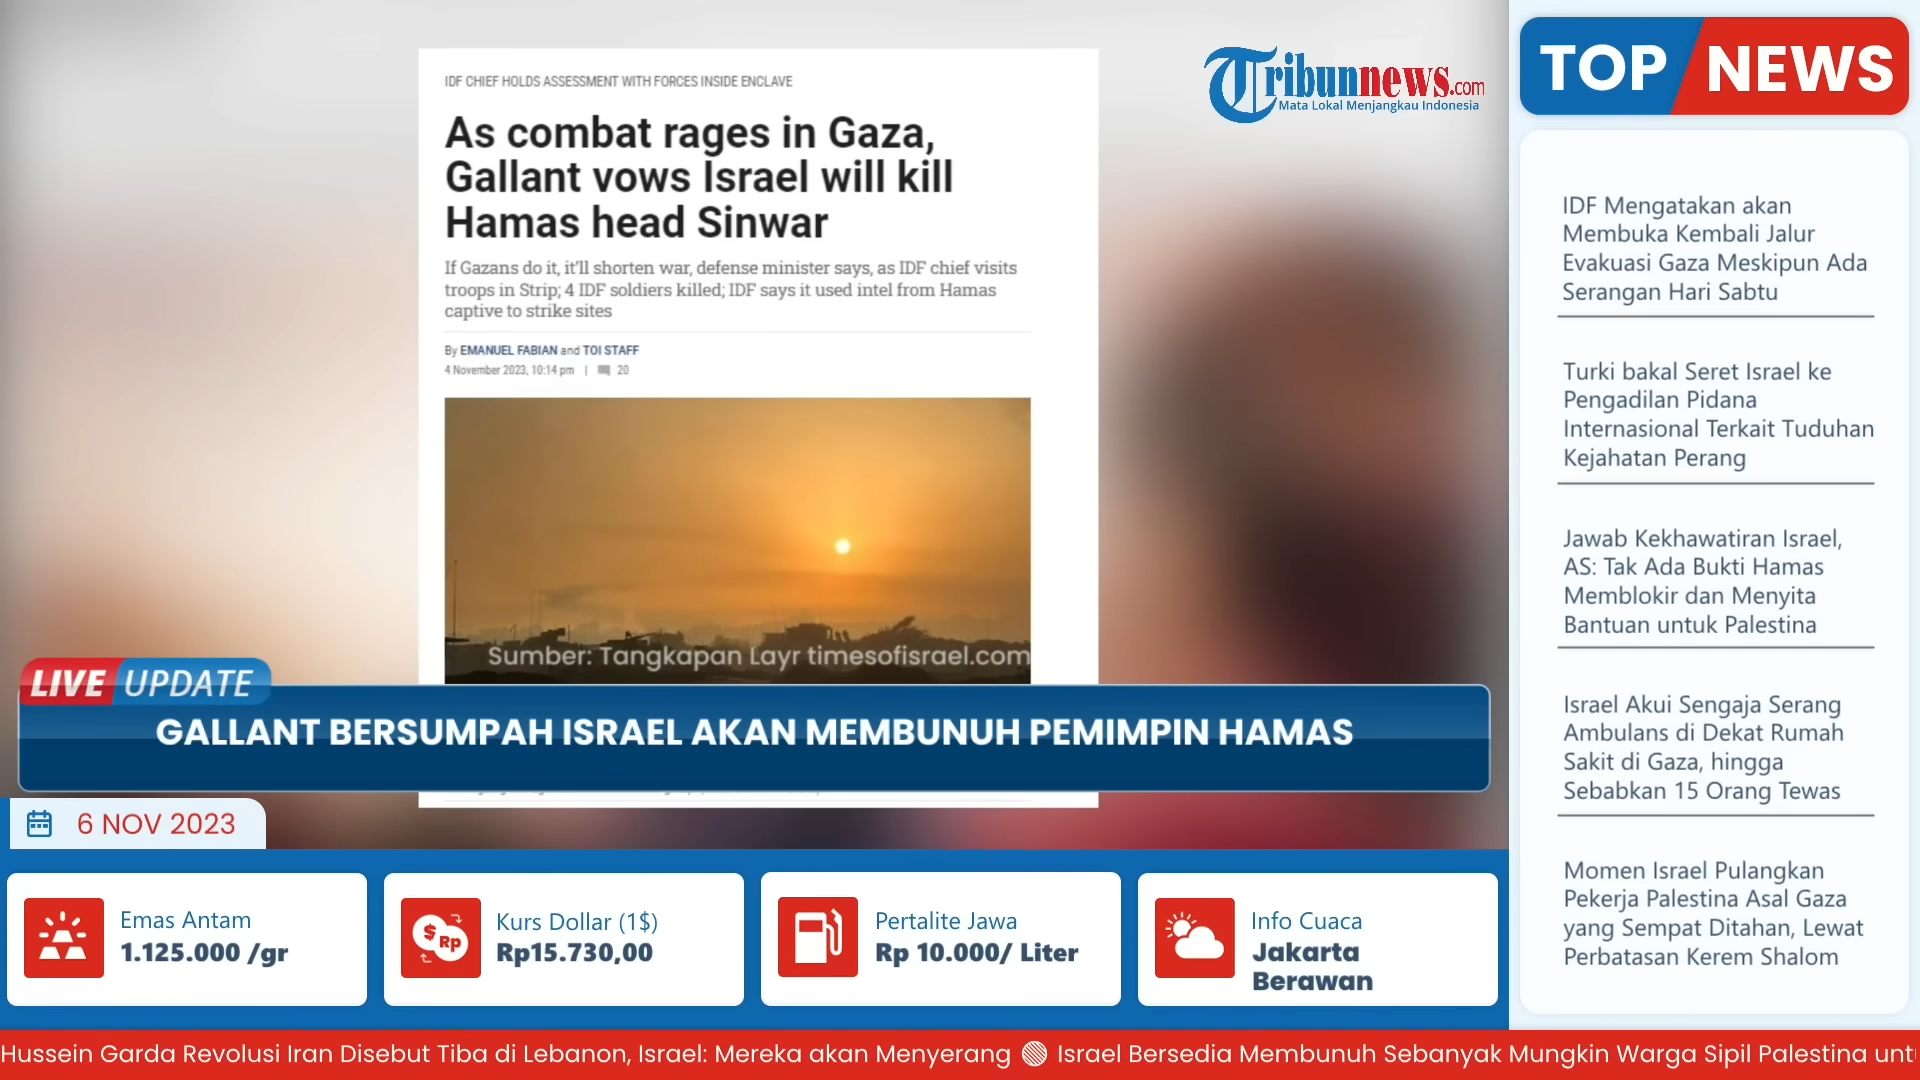 IDF CHIEF HOLDS ASSESSMENT WITH FORCES INSIDE ENCLAVE
As combat rages in Gaza,
Gallant vows Israel will kill
Hamas head Sinwar
If Gazans do it, it'll shorten war, defense minister says, as IDF chief visits
troops in Strip; 4 IDF soldiers killed; IDF says it used intel from Hamas
captive to strike sites
By EMANUEL FABIAN and TOI STAFF
4 November 2023, 10:14 pm | 20
Sumber: Tangkapan Layr timesofisrael.com
Tribunnews.com
Mata Lokal Menjangkau Indonesia
LIVE UPDATE
GALLANT BERSUMPAH ISRAEL AKAN MEMBUNUH PEMIMPIN HAMAS
6 NOV 2023
Emas Antam
1.125.000 /gr
Kurs Dollar (1$)
Rp15.730,00
Pertalite Jawa
Rp 10.000/ Liter
Info Cuaca
Jakarta
Berawan
TOP NEWS
IDF Mengatakan akan
Membuka Kembali Jalur
Evakuasi Gaza Meskipun Ada
Serangan Hari Sabtu
Turki bakal Seret Israel ke
Pengadilan Pidana
Internasional Terkait Tuduhan
Kejahatan Perang
Jawab Kekhawatiran Israel,
AS: Tak Ada Bukti Hamas
Memblokir dan Menyita
Bantuan untuk Palestina
Israel Akui Sengaja Serang
Ambulans di Dekat Rumah
Sakit di Gaza, hingga
Sebabkan 15 Orang Tewas
Momen Israel Pulangkan
Pekerja Palestina Asal Gaza
yang Sempat Ditahan, Lewat
Perbatasan Kerem Shalom
Hussein Garda Revolusi Iran Disebut Tiba di Lebanon, Israel: Mereka akan Menyerang Israel Bersedia Membunuh Sebanyak Mungkin Warga Sipil Palestina unt